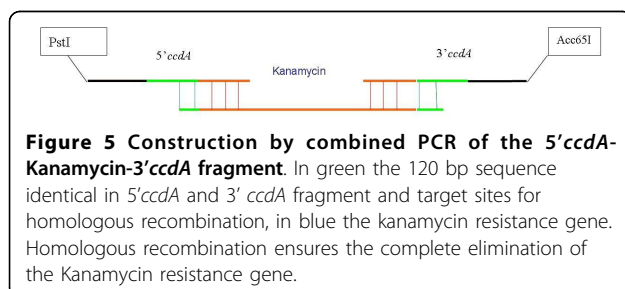 PstI
Acc65I
5'ccdA
3'ccdA
Kanamycin
Figure 5 Construction by combined PCR of the 5'ccdA-
Kanamycin-3'ccdA fragment. In green the 120 bp sequence
identical in 5'ccdA and 3' ccdA fragment and target sites for
homologous recombination, in blue the kanamycin resistance gene.
Homologous recombination ensures the complete elimination of
the Kanamycin resistance gene.